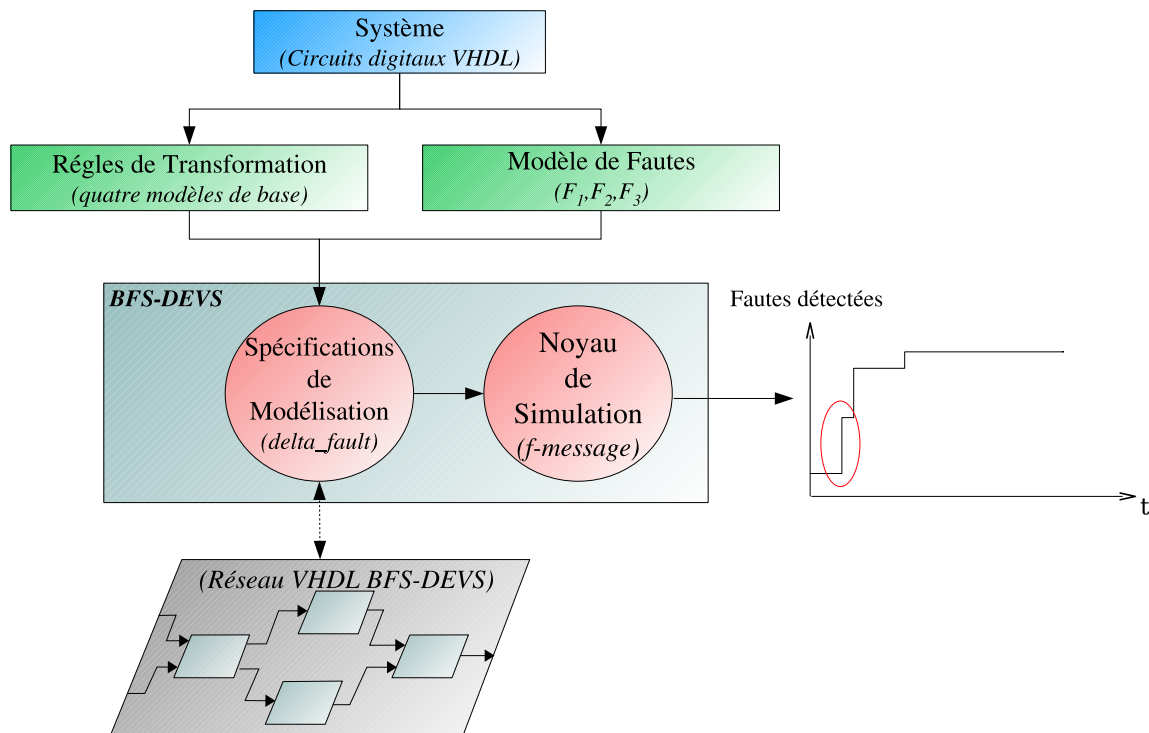 Système
(Circuits digitaux VHDL)
Régles de Transformation
(quatre modèles de base)
Modèle de Fautes
(F1,F2,F3)
BFS-DEVS
Spécifications
de
Modélisation
(delta_fault)
Noyau
de
Simulation
(f-message)
Fautes détectées
t
(Réseau VHDL BFS-DEVS)